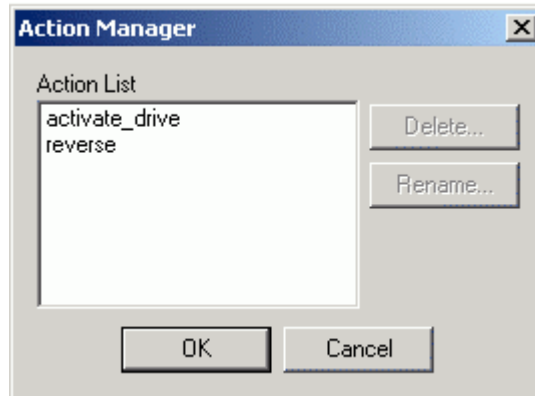 Action Manager
Action List
activate_drive
reverse
Delete...
Rename...
OK
Cancel